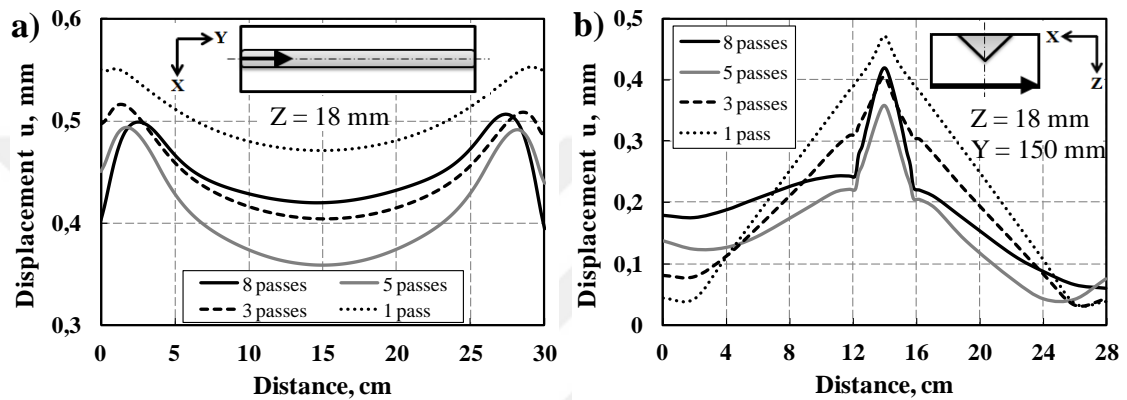 a)
Displacement u, mm
0,6
0,5
0,4
0,3
Y
X
Z = 18 mm
8 passes
5 passes
3 passes
1 pass
0
5
10
15
20
25
30
Distance, cm
b)
Displacement u, mm
0,5
0,4
0,3
0,2
0,1
0
8 passes
5 passes
3 passes
1 pass
X
Z
Z = 18 mm
Y = 150 mm
0
4
8
12
16
20
24
28
Distance, cm